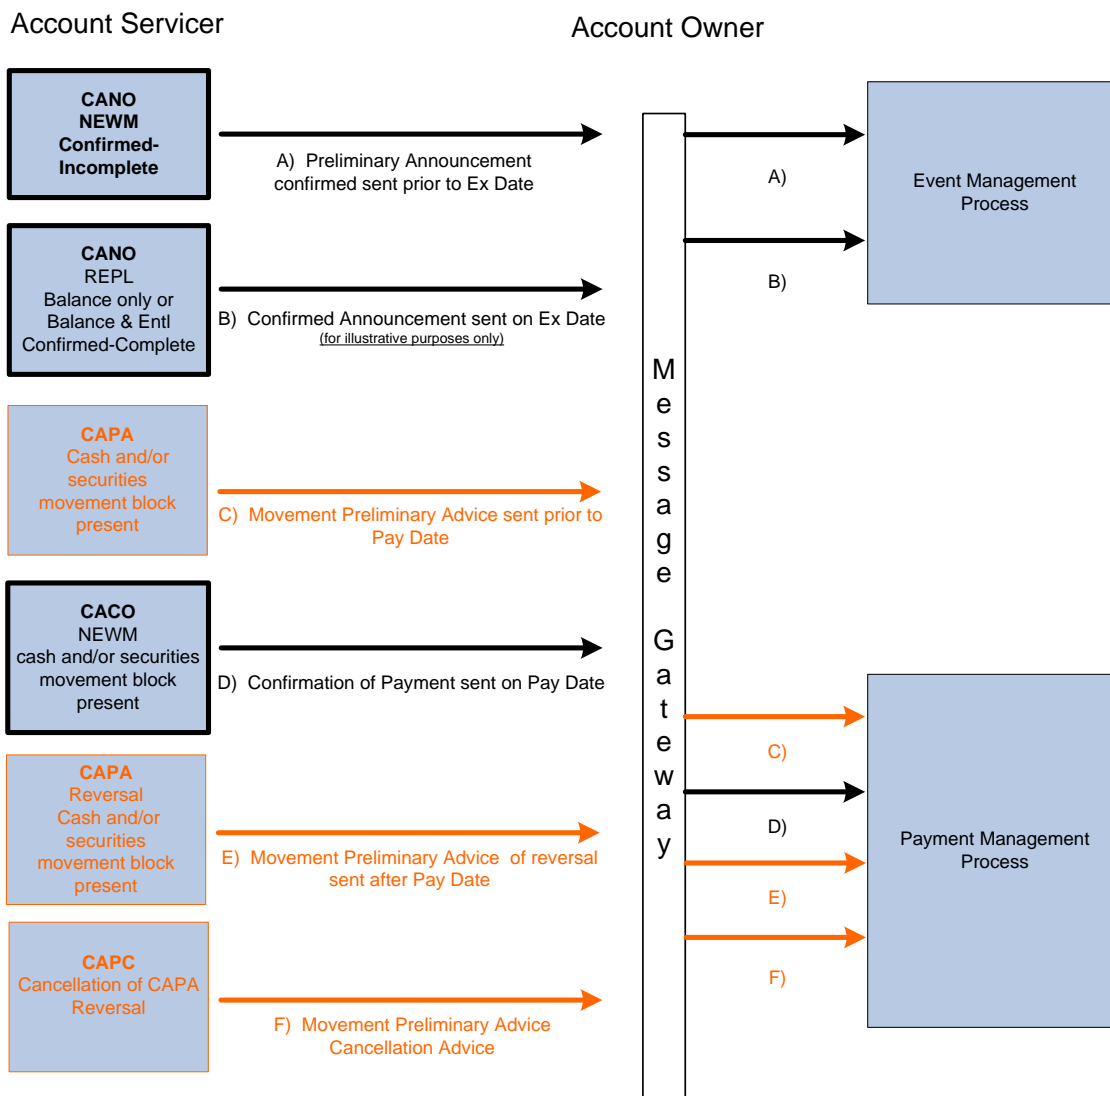 Account Servicer
Account Owner
CANO
NEWM
Confirmed-
Incomplete
A) Preliminary Announcement
confirmed sent prior to Ex Date
A)
Event Management
Process
CANO
REPL
Balance only or
Balance & Entl
Confirmed-Complete
B) Confirmed Announcement sent on Ex Date
(for illustrative purposes only)
B)
Message Gateway
CAPA
Cash and/or
securities
movement block
present
C) Movement Preliminary Advice sent prior to
Pay Date
CACO
NEWM
cash and/or securities
movement block
present
D) Confirmation of Payment sent on Pay Date
C)
D)
Payment Management
Process
CAPA
Reversal
Cash and/or
securities
movement block
present
E) Movement Preliminary Advice of reversal
sent after Pay Date
E)
F)
CAPC
Cancellation of CAPA
Reversal
F) Movement Preliminary Advice
Cancellation Advice